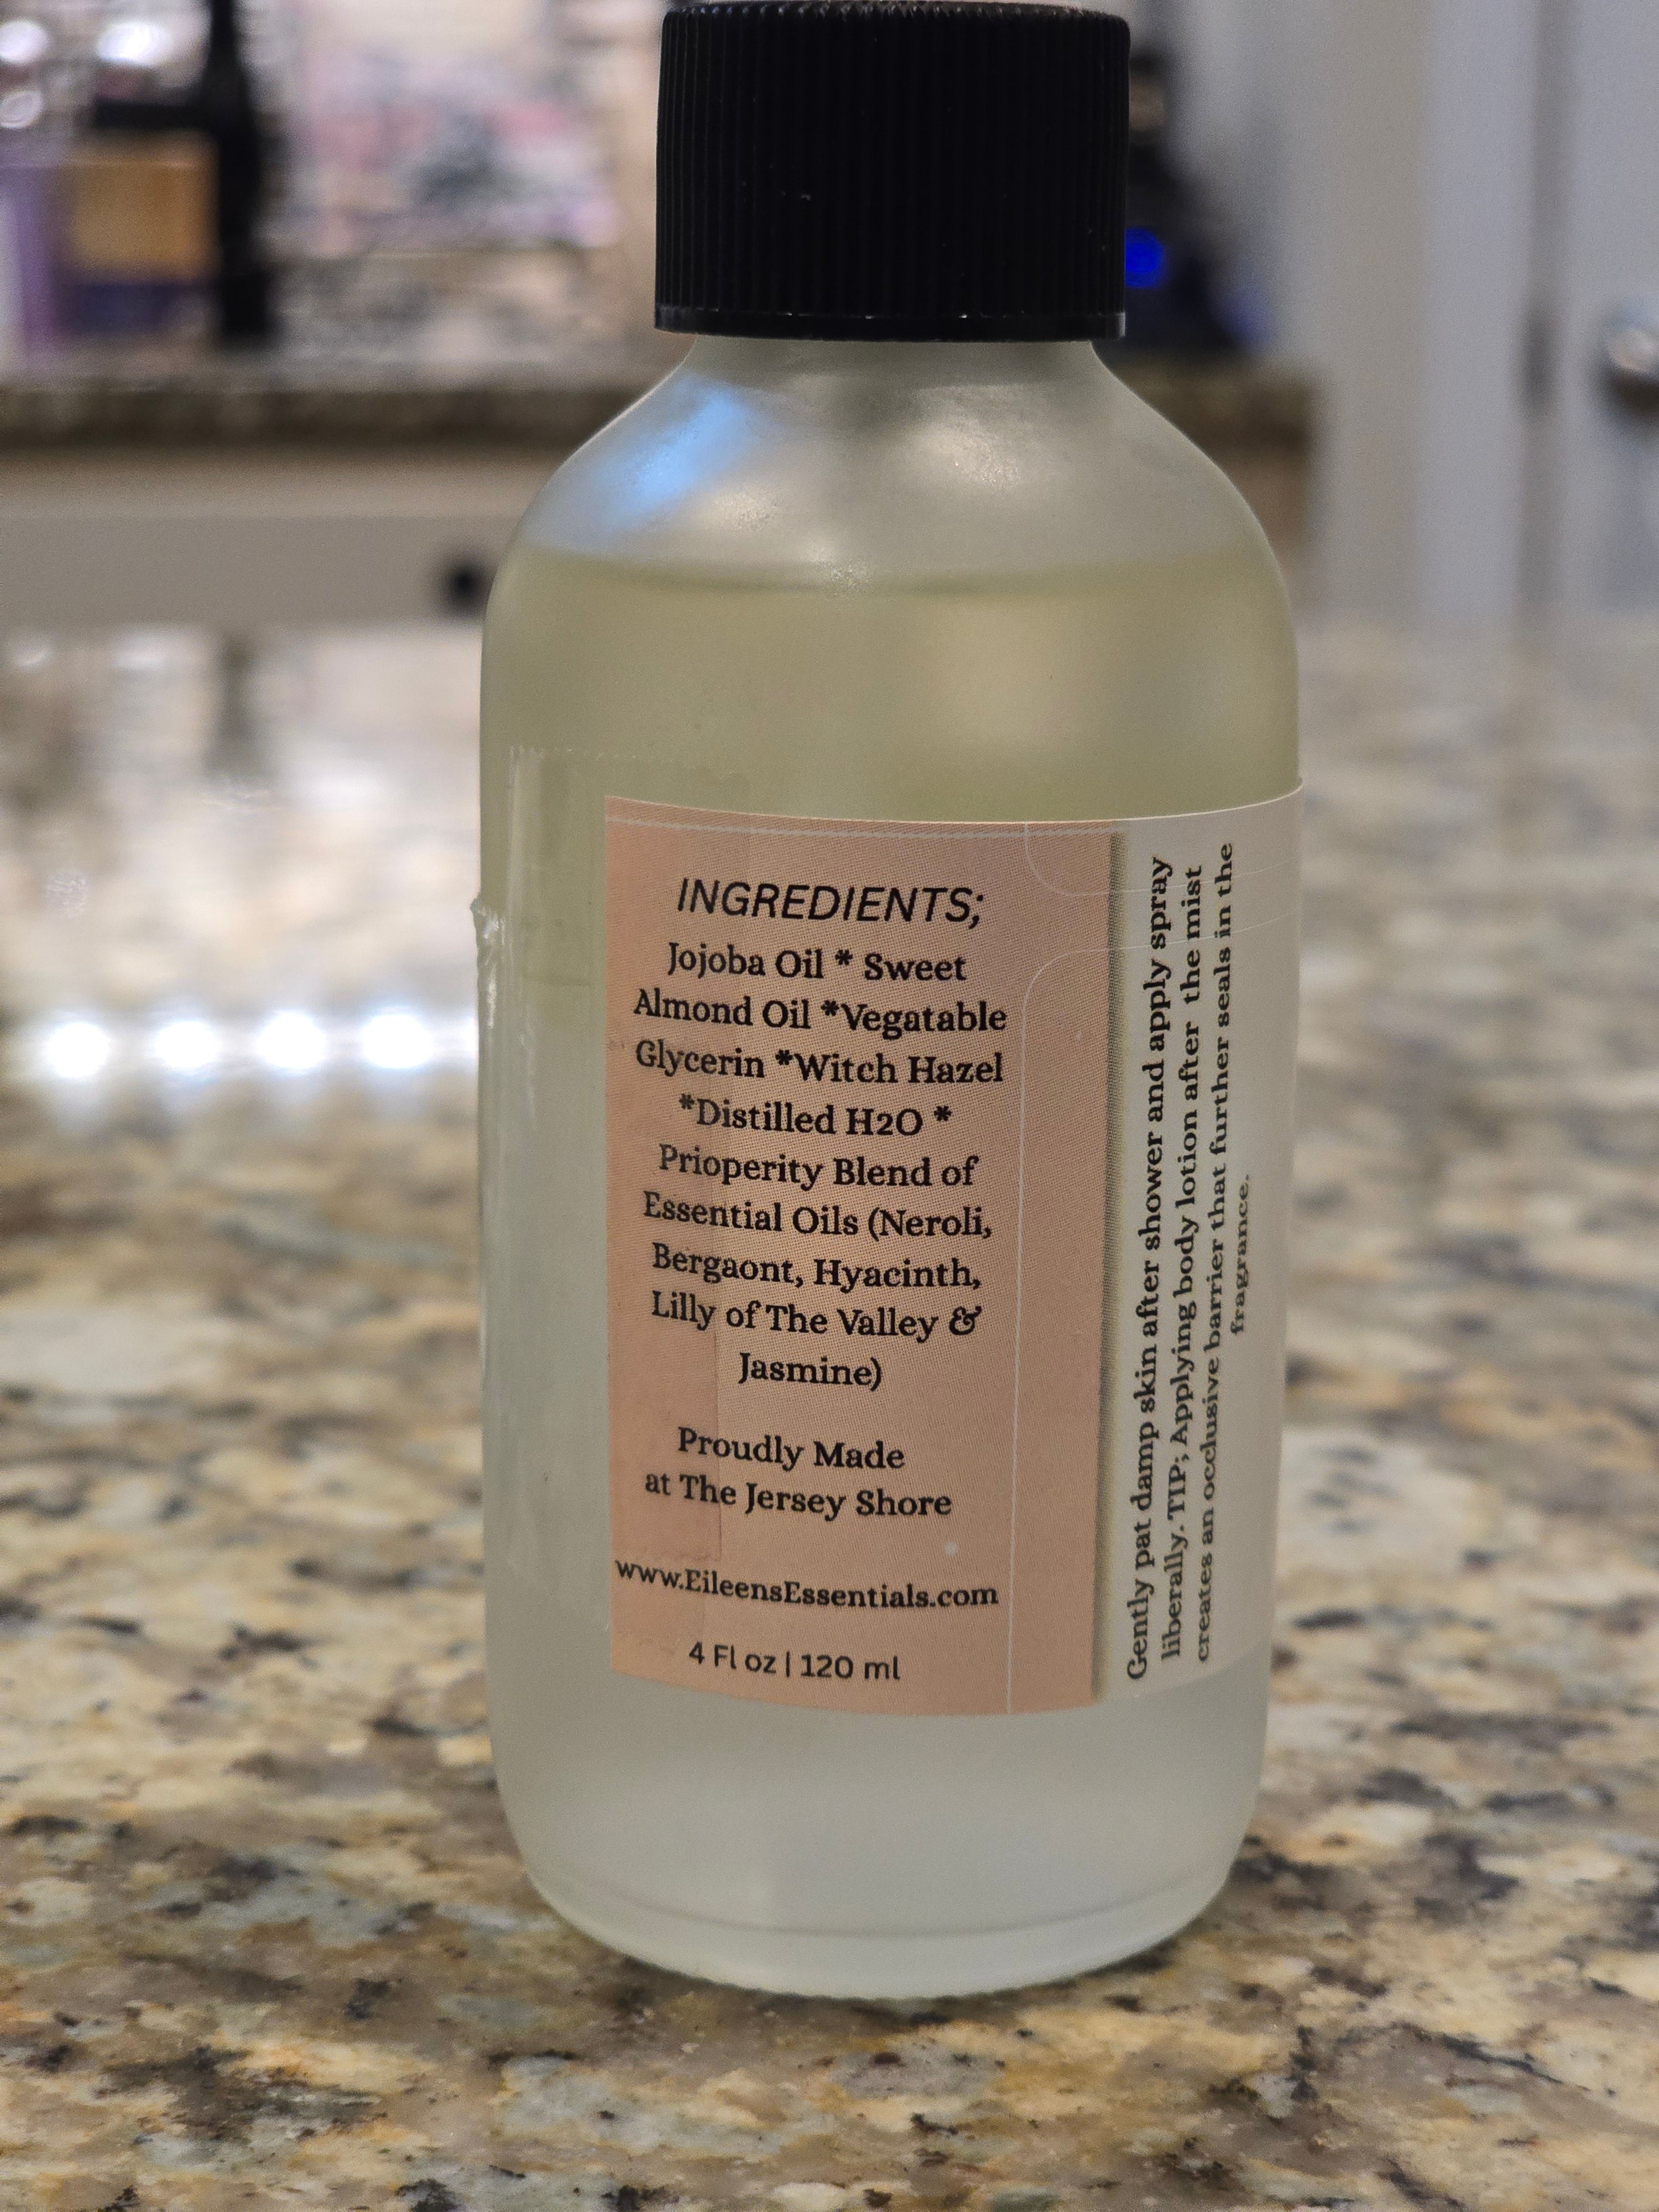 INGREDIENTS;
Jojoba Oil * Sweet
Almond Oil *Vegatable
Glycerin *Witch Hazel
*Distilled H2O *
Prioperity Blend of
Essential Oils (Neroli,
Bergaont, Hyacinth,
Lilly of The Valley &
Jasmine)
Proudly Made
at The Jersey Shore
www.EileensEssentials.com
4 Fl oz | 120 ml
Gently pat damp skin after shower and apply spray
liberally. TIP; Applying body lotion after the mist
creates an occlusive barrier that further seals in the
fragrance.